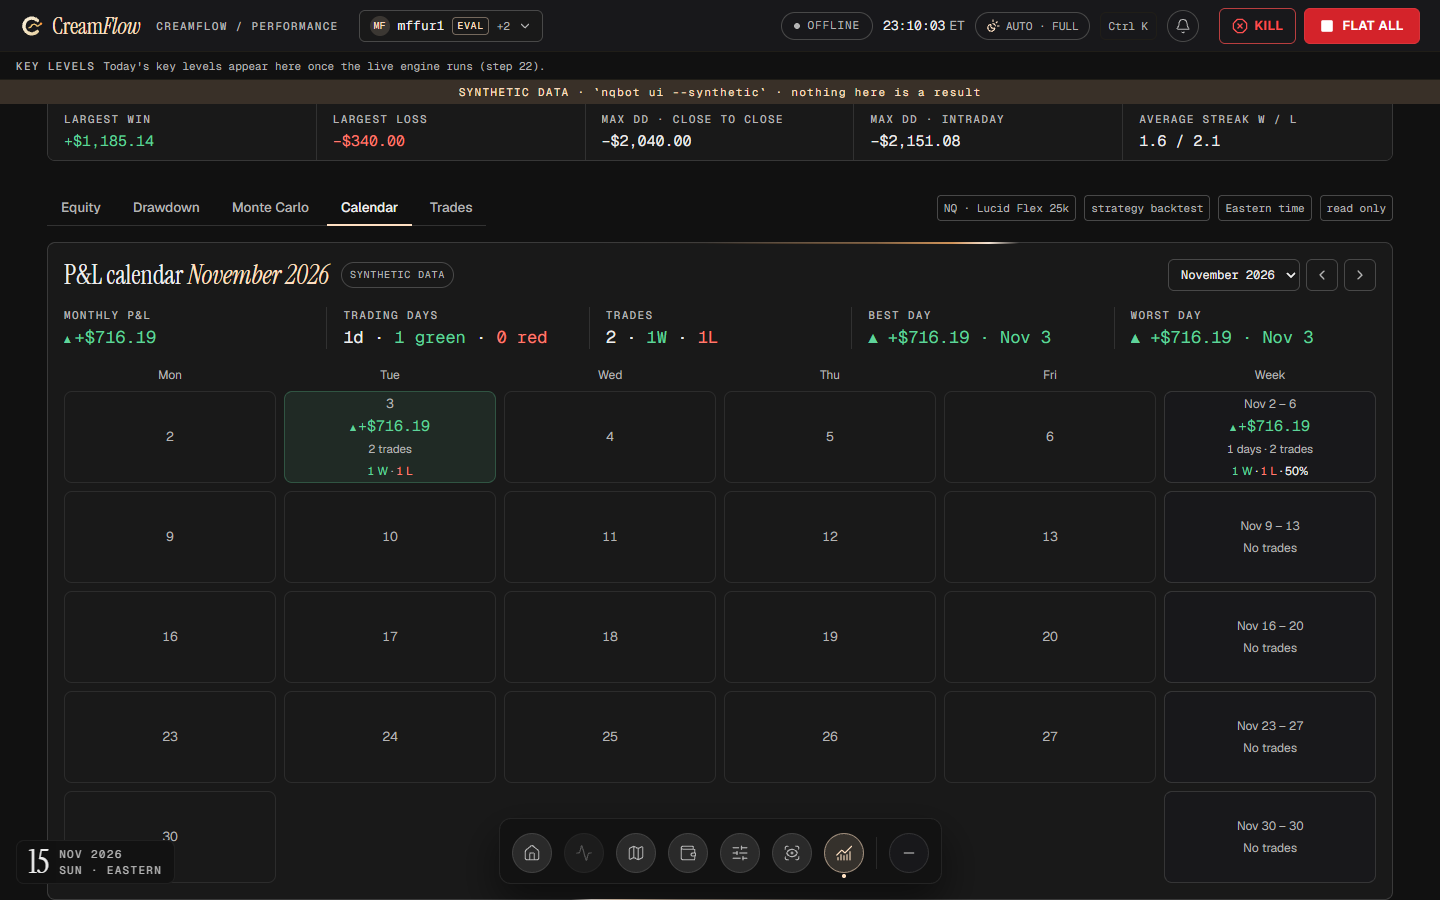 CreamFlow CREAMFLOW / PERFORMANCE MF mffur1 EVAL +2 OFFLINE 23:10:03 ET AUTO · FULL Ctrl K KILL FLAT ALL
KEY LEVELS Today's key levels appear here once the live engine runs (step 22).
SYNTHETIC DATA · `nqbot ui --synthetic` · nothing here is a result
LARGEST WIN LARGEST LOSS MAX DD · CLOSE TO CLOSE MAX DD · INTRADAY AVERAGE STREAK W / L
+$1,185.14 −$340.00 −$2,040.00 −$2,151.08 1.6 / 2.1
Equity Drawdown Monte Carlo Calendar Trades NQ · Lucid Flex 25k strategy backtest Eastern time read only
P&L calendar November 2026 SYNTHETIC DATA November 2026
MONTHLY P&L TRADING DAYS TRADES BEST DAY WORST DAY
▲+$716.19 1d · 1 green · 0 red 2 · 1W · 1L ▲ +$716.19 · Nov 3 ▲ +$716.19 · Nov 3
Mon Tue Wed Thu Fri Week
2 3 4 5 6 Nov 2 – 6
▲+$716.19 ▲+$716.19
2 trades 1 days · 2 trades
1 W · 1 L 1 W · 1 L · 50%
9 10 11 12 13 Nov 9 – 13
No trades
16 17 18 19 20 Nov 16 – 20
No trades
23 24 25 26 27 Nov 23 – 27
No trades
30 Nov 30 – 30
No trades
15 NOV 2026
SUN · EASTERN